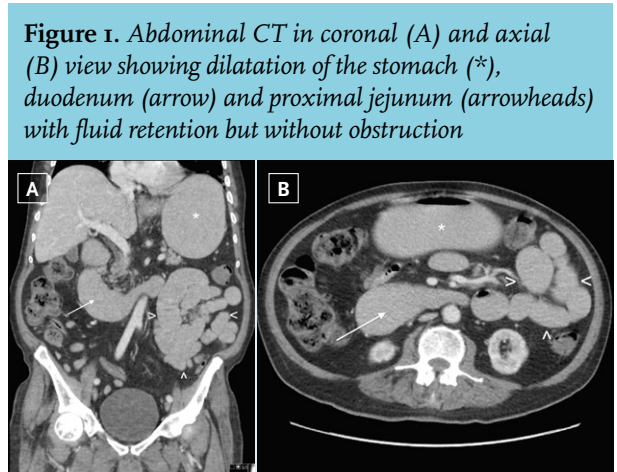 Figure 1. Abdominal CT in coronal (A) and axial
(B) view showing dilatation of the stomach (*),
duodenum (arrow) and proximal jejunum (arrowheads)
with fluid retention but without obstruction
A
B
*
*